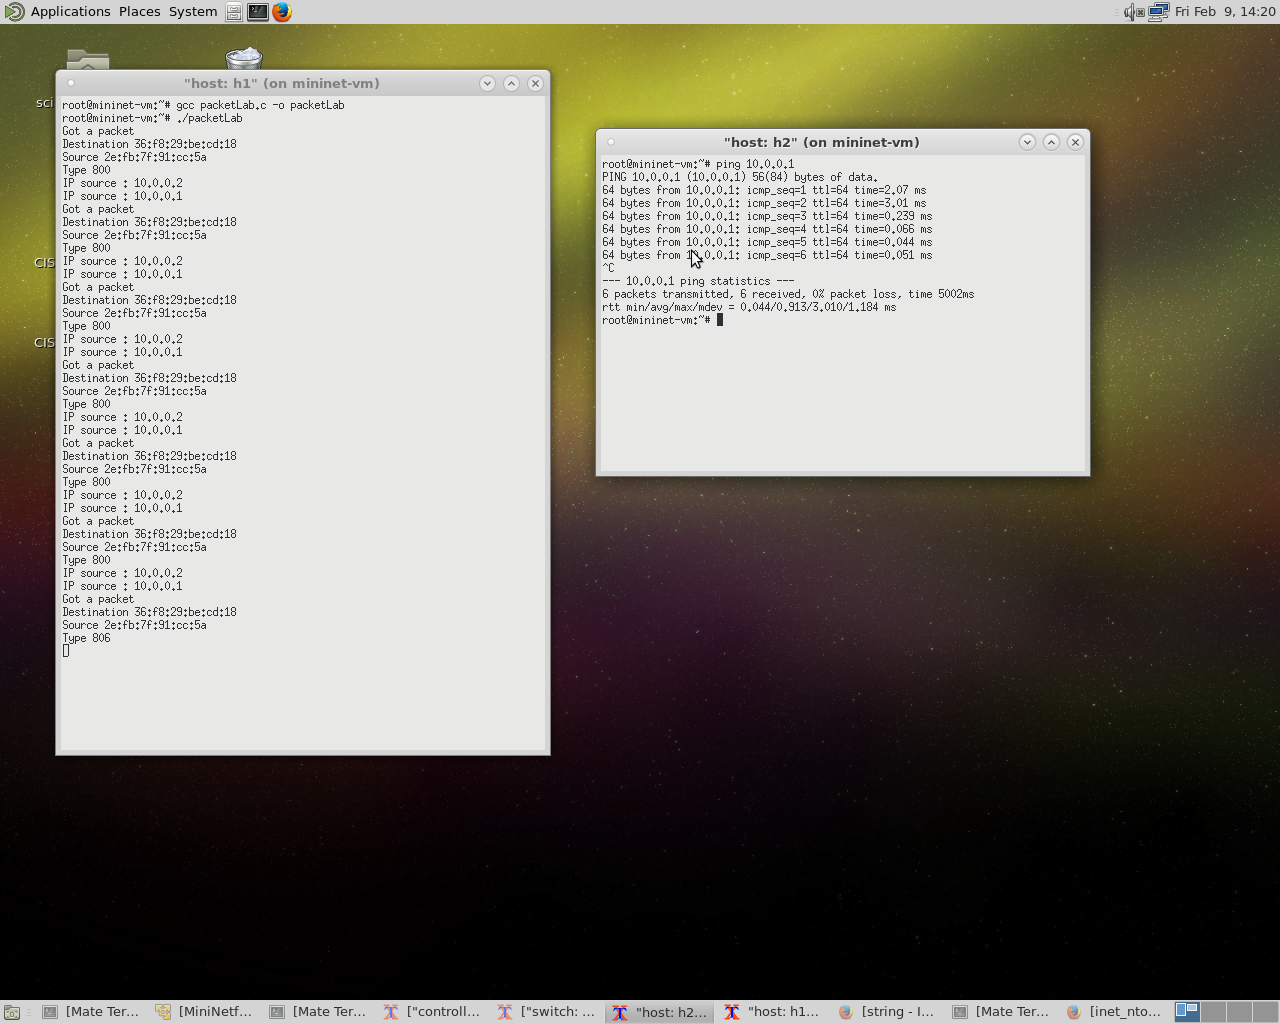 Applications Places System
Fri Feb 9, 14:20
sci
CIS
CIS
"host: h1" (on mininet-vm)
root@mininet-vm:~# gcc packetLab.c -o packetLab
root@mininet-vm:~# ./packetLab
Got a packet
Destination 36:f8:29:be:cd:18
Source 2e:fb:7f:91:cc:5a
Type 800
IP source : 10.0.0.2
IP source : 10.0.0.1
Got a packet
Destination 36:f8:29:be:cd:18
Source 2e:fb:7f:91:cc:5a
Type 800
IP source : 10.0.0.2
IP source : 10.0.0.1
Got a packet
Destination 36:f8:29:be:cd:18
Source 2e:fb:7f:91:cc:5a
Type 800
IP source : 10.0.0.2
IP source : 10.0.0.1
Got a packet
Destination 36:f8:29:be:cd:18
Source 2e:fb:7f:91:cc:5a
Type 800
IP source : 10.0.0.2
IP source : 10.0.0.1
Got a packet
Destination 36:f8:29:be:cd:18
Source 2e:fb:7f:91:cc:5a
Type 800
IP source : 10.0.0.2
IP source : 10.0.0.1
Got a packet
Destination 36:f8:29:be:cd:18
Source 2e:fb:7f:91:cc:5a
Type 800
IP source : 10.0.0.2
IP source : 10.0.0.1
Got a packet
Destination 36:f8:29:be:cd:18
Source 2e:fb:7f:91:cc:5a
Type 806
"host: h2" (on mininet-vm)
root@mininet-vm:~# ping 10.0.0.1
PING 10.0.0.1 (10.0.0.1) 56(84) bytes of data.
64 bytes from 10.0.0.1: icmp_seq=1 ttl=64 time=2.07 ms
64 bytes from 10.0.0.1: icmp_seq=2 ttl=64 time=3.01 ms
64 bytes from 10.0.0.1: icmp_seq=3 ttl=64 time=0.239 ms
64 bytes from 10.0.0.1: icmp_seq=4 ttl=64 time=0.066 ms
64 bytes from 10.0.0.1: icmp_seq=5 ttl=64 time=0.044 ms
64 bytes from 10.0.0.1: icmp_seq=6 ttl=64 time=0.051 ms
^C
--- 10.0.0.1 ping statistics ---
6 packets transmitted, 6 received, 0% packet loss, time 5002ms
rtt min/avg/max/mdev = 0.044/0.913/3.010/1.184 ms
root@mininet-vm:~#
[Mate Ter... [MiniNetf... [Mate Ter... ["controll... ["switch: ... "host: h2... "host: h1... [string - I... [Mate Ter... [inet_nto...